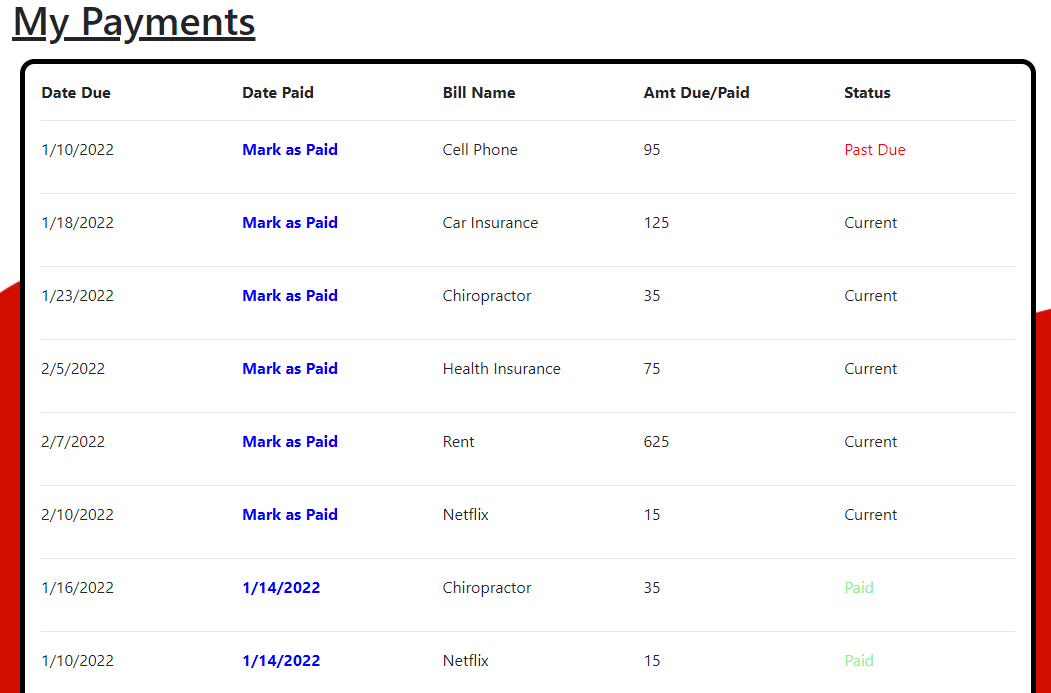 My Payments
Date Due Date Paid Bill Name Amt Due/Paid Status
1/10/2022 Mark as Paid Cell Phone 95 Past Due
1/18/2022 Mark as Paid Car Insurance 125 Current
1/23/2022 Mark as Paid Chiropractor 35 Current
2/5/2022 Mark as Paid Health Insurance 75 Current
2/7/2022 Mark as Paid Rent 625 Current
2/10/2022 Mark as Paid Netflix 15 Current
1/16/2022 1/14/2022 Chiropractor 35 Paid
1/10/2022 1/14/2022 Netflix 15 Paid